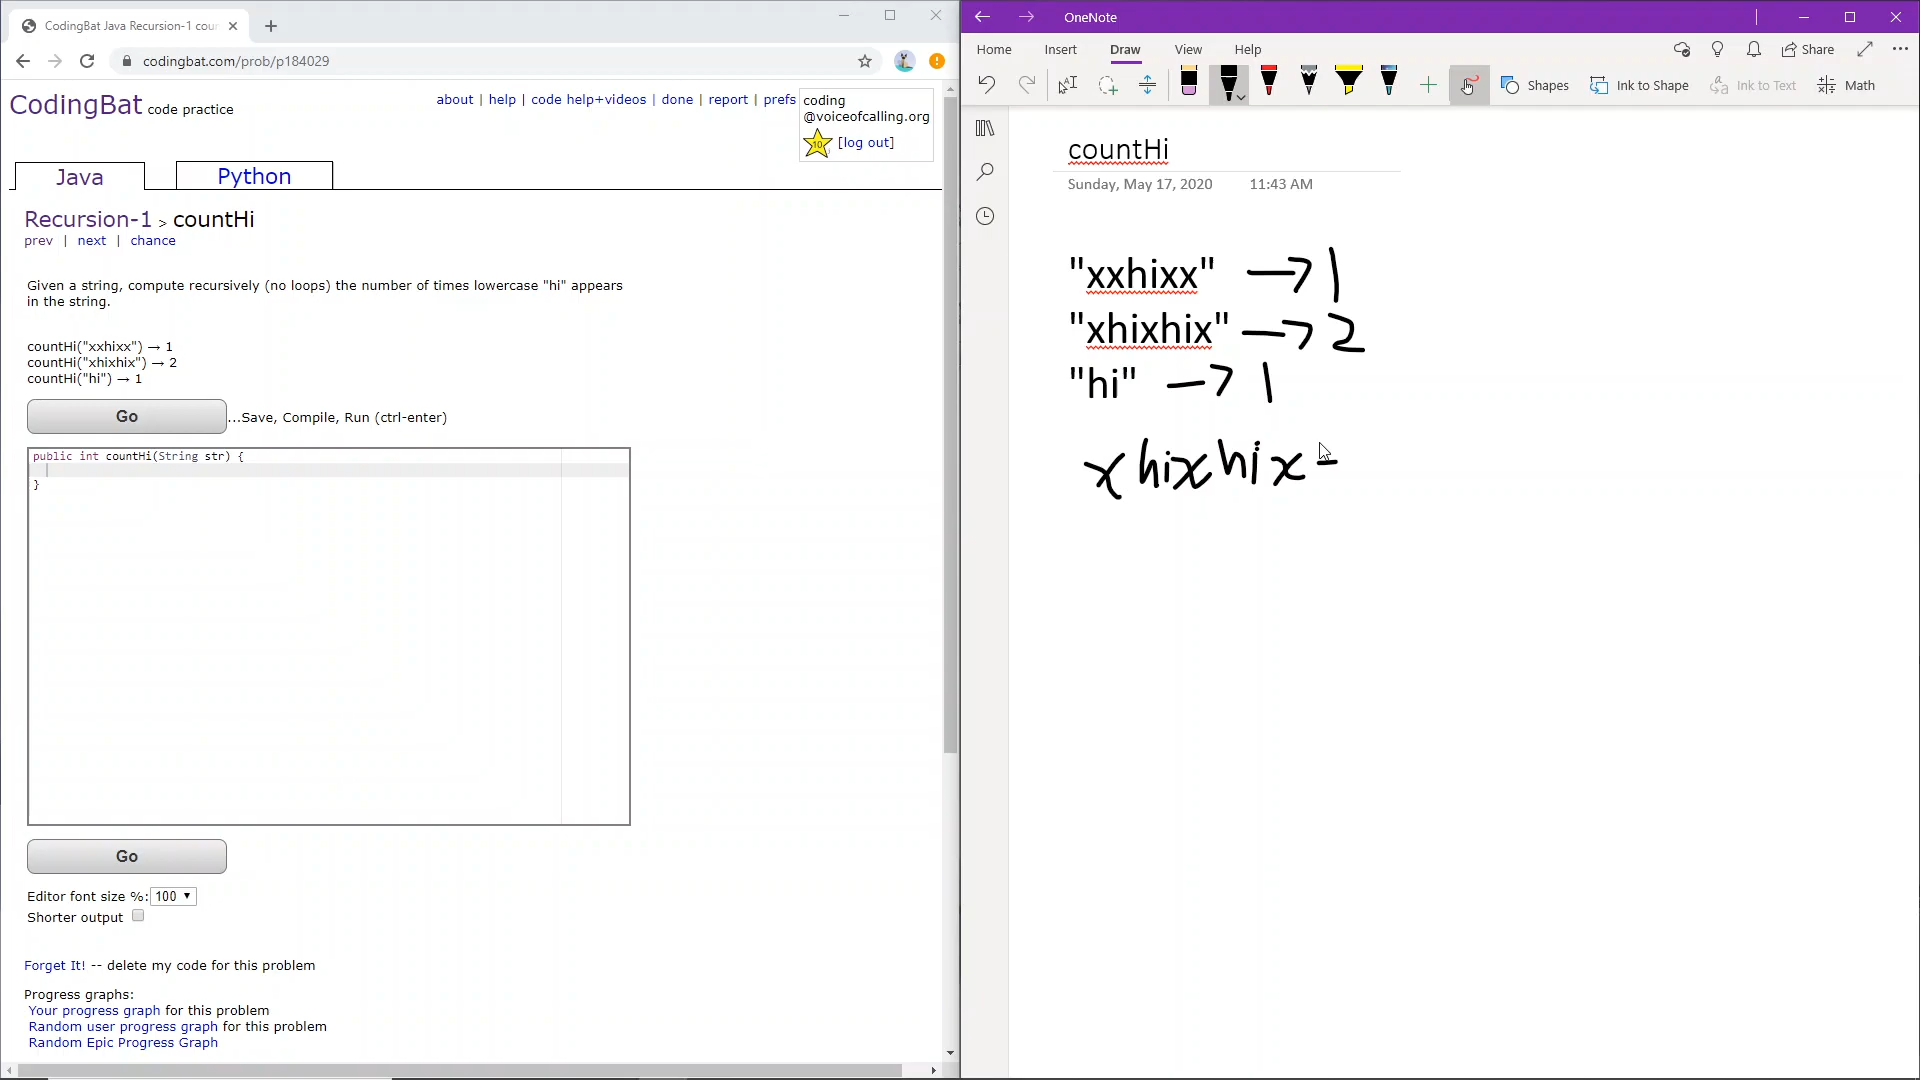 CodingBat Java Recursion-1 coun
codingbat.com/prob/p184029
CodingBat code practice
about | help | code help+videos | done | report | prefs
coding
@voiceofcalling.org
10 [log out]
Java
Python
Recursion-1 > countHi
prev | next | chance
Given a string, compute recursively (no loops) the number of times lowercase "hi" appears
in the string.
countHi("xxhixx") → 1
countHi("xhixhix") → 2
countHi("hi") → 1
Go
...Save, Compile, Run (ctrl-enter)
public int countHi(String str) {
}
Go
Editor font size %: 100
Shorter output
Forget It! -- delete my code for this problem
Progress graphs:
Your progress graph for this problem
Random user progress graph for this problem
Random Epic Progress Graph
OneNote
Home Insert Draw View Help
Share
Shapes Ink to Shape Ink to Text Math
countHi
Sunday, May 17, 2020 11:43 AM
"xxhixx" → 1
"xhixhix" → 2
"hi" → 1
xhixhix -